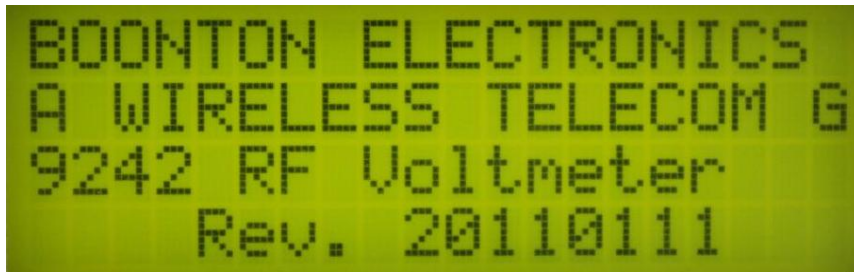 BOONTON ELECTRONICS
A WIRELESS TELECOM G
9242 RF Voltmeter
Rev. 20110111